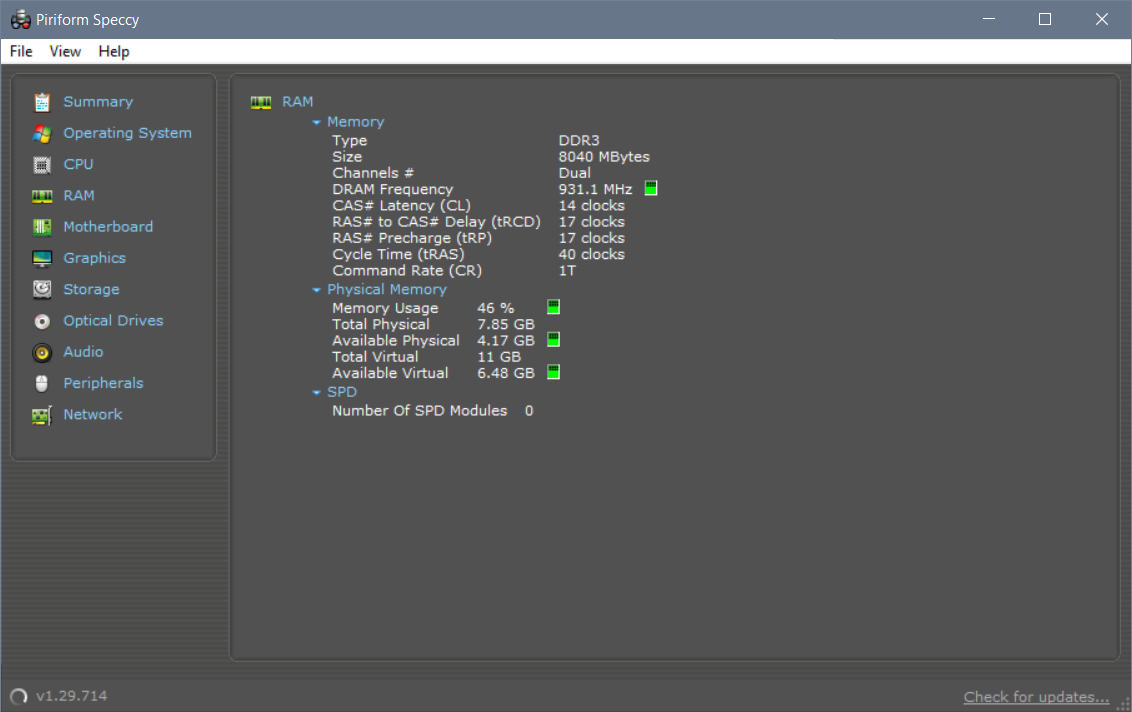 Piriform Speccy
File View Help
Summary
Operating System
CPU
RAM
Motherboard
Graphics
Storage
Optical Drives
Audio
Peripherals
Network
RAM
Memory
Type DDR3
Size 8040 MBytes
Channels # Dual
DRAM Frequency 931.1 MHz
CAS# Latency (CL) 14 clocks
RAS# to CAS# Delay (tRCD) 17 clocks
RAS# Precharge (tRP) 17 clocks
Cycle Time (tRAS) 40 clocks
Command Rate (CR) 1T
Physical Memory
Memory Usage 46 %
Total Physical 7.85 GB
Available Physical 4.17 GB
Total Virtual 11 GB
Available Virtual 6.48 GB
SPD
Number Of SPD Modules 0
v1.29.714
Check for updates...